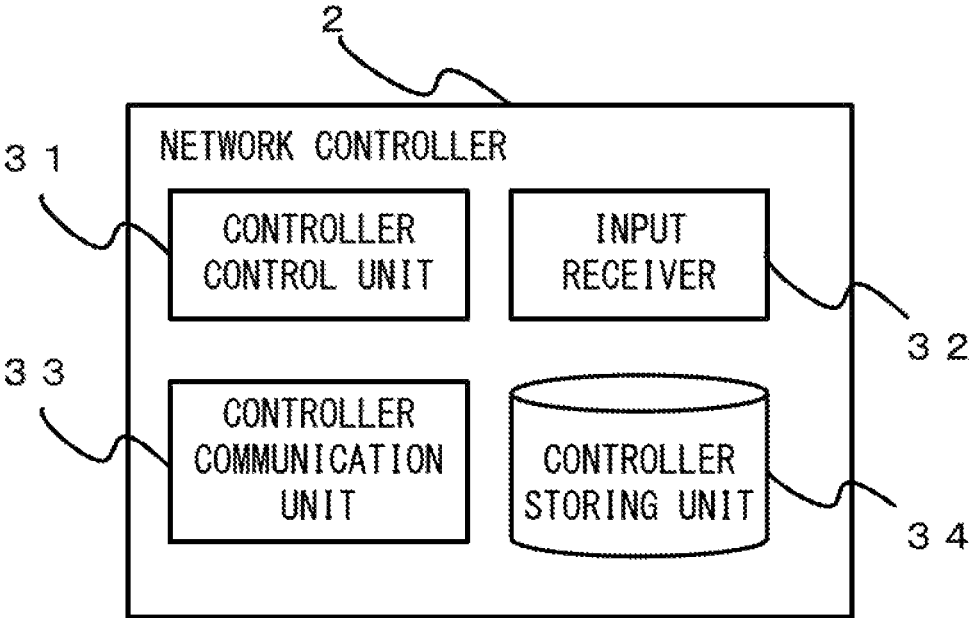 2
NETWORK CONTROLLER
31
CONTROLLER
CONTROL UNIT
INPUT
RECEIVER
32
33
CONTROLLER
COMMUNICATION
UNIT
CONTROLLER
STORING UNIT
34